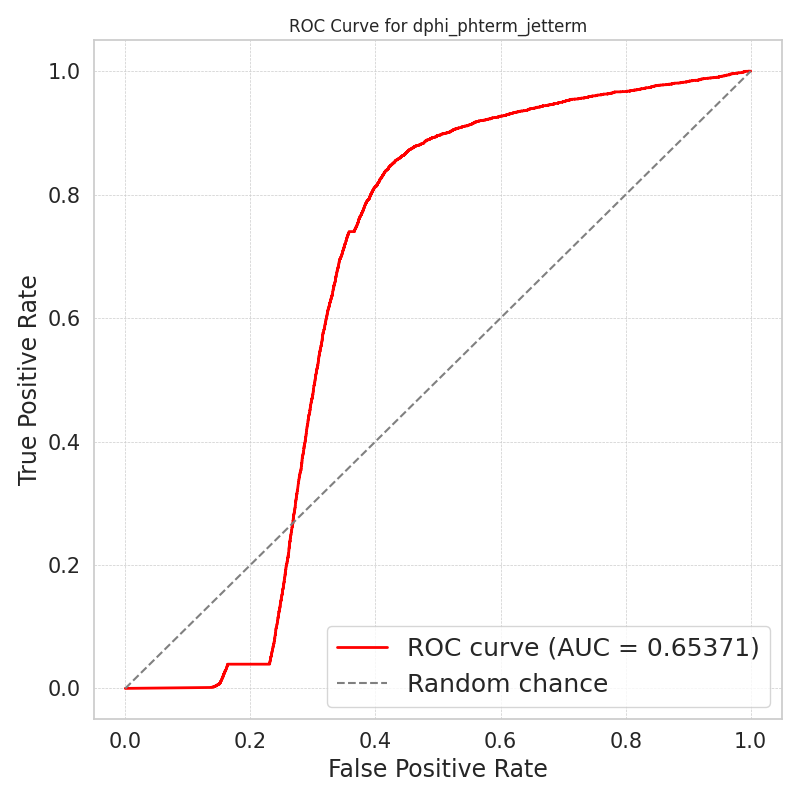 ROC Curve for dphi_phterm_jetterm
1.0
0.8
0.6
0.4
0.2
0.0
True Positive Rate
ROC curve (AUC = 0.65371)
Random chance
0.0 0.2 0.4 0.6 0.8 1.0
False Positive Rate